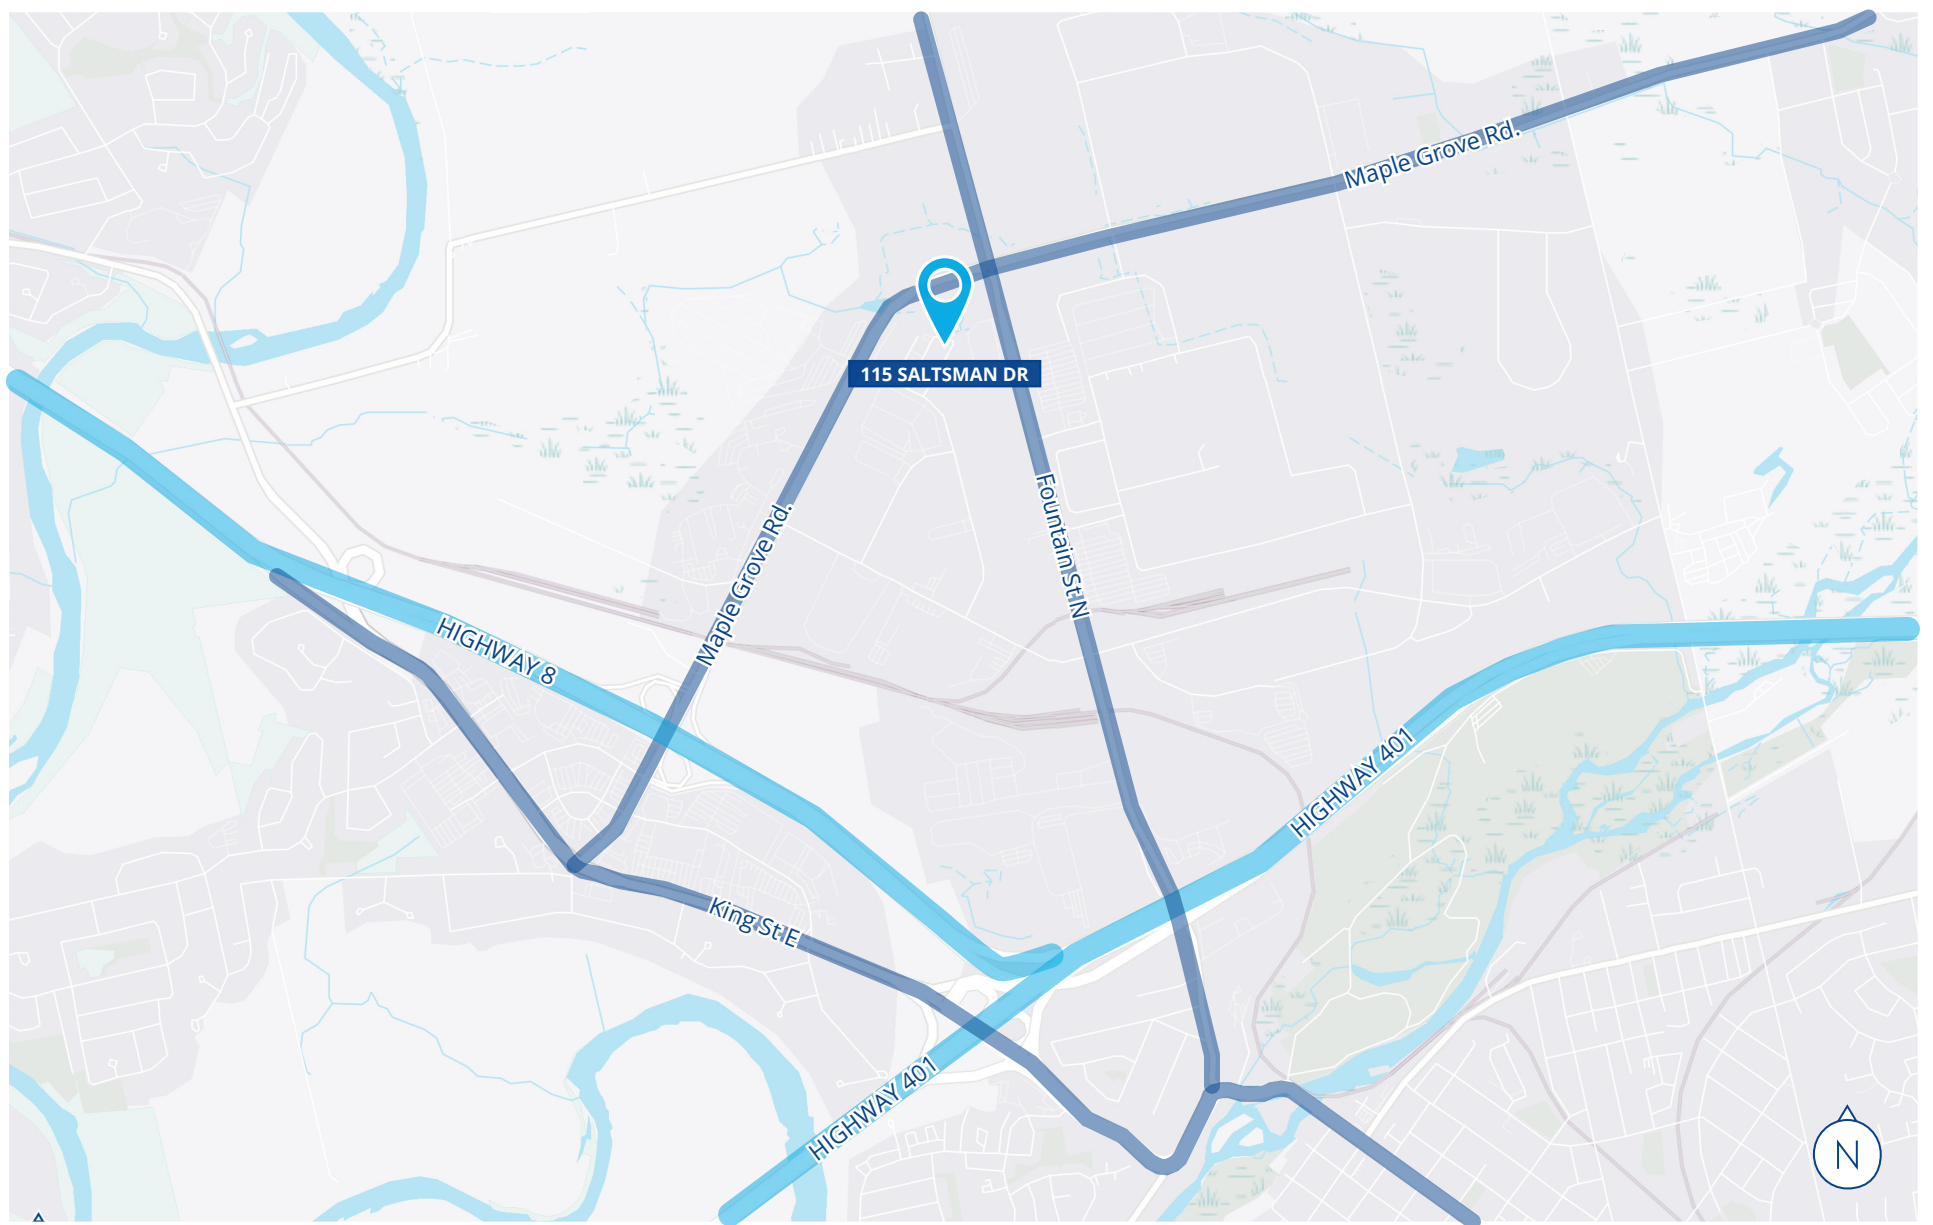 Maple Grove Rd.
115 SALTSMAN DR
Fountain St N
Maple Grove Rd.
HIGHWAY 8
HIGHWAY 401
King St E
HIGHWAY 401
N